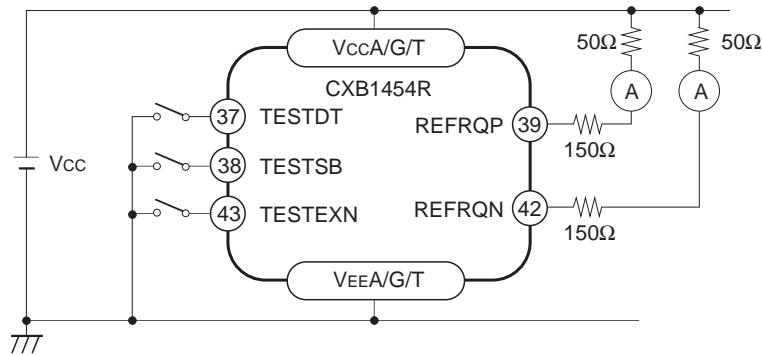 VccA/G/T
50Ω
50Ω
CXB1454R
A
A
37
TESTDT
REFRQP
39
150Ω
Vcc
38
TESTSB
43
TESTEXN
REFRQN
42
150Ω
VEEA/G/T